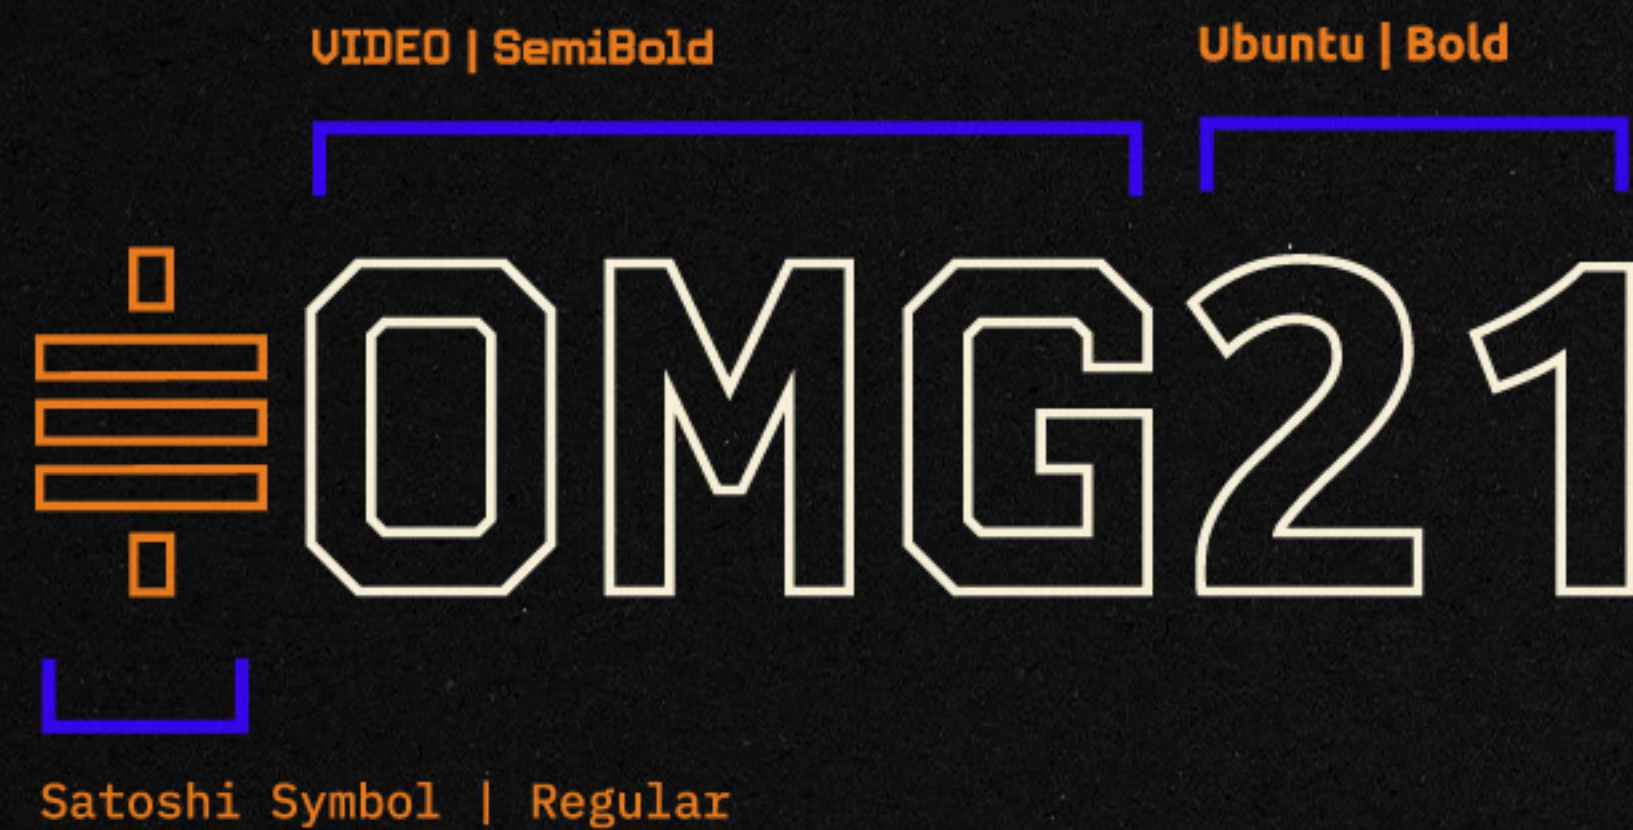 VIDEO | SemiBold
Ubuntu | Bold
OMG21
Satoshi Symbol | Regular